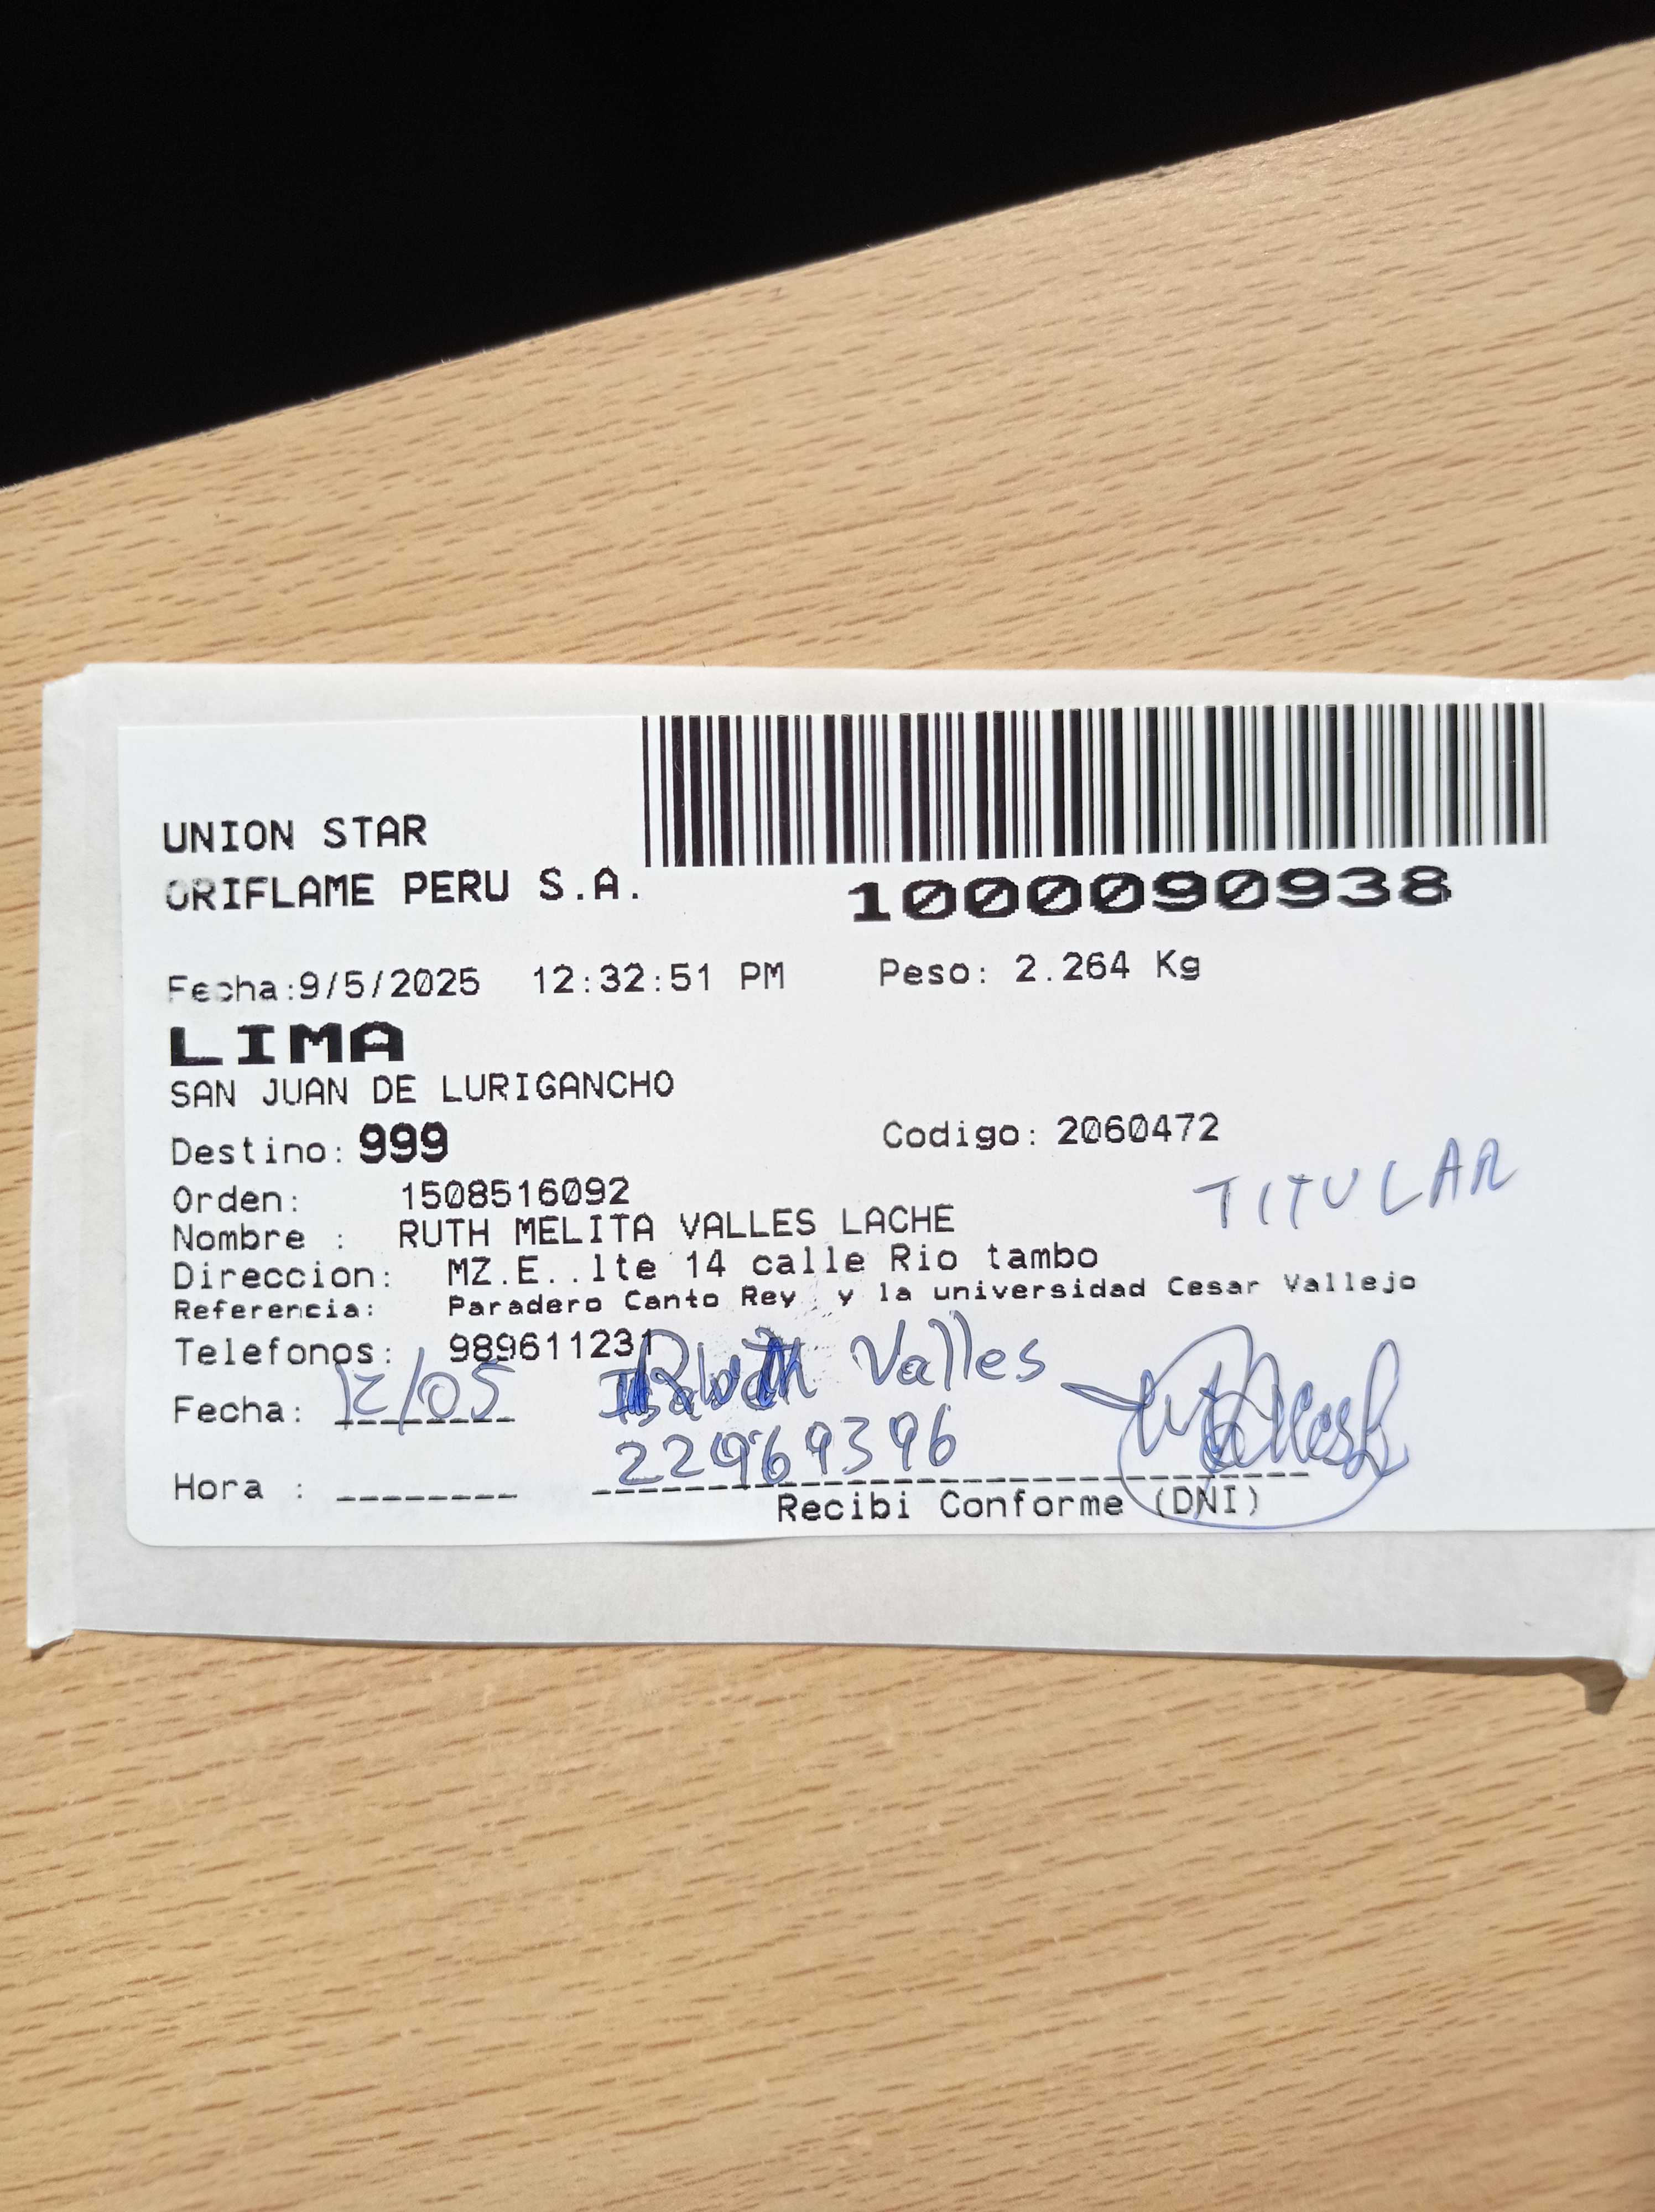 UNION STAR
ORIFLAME PERU S.A.
1000090938
Fecha:9/5/2025 12:32:51 PM Peso: 2.264 Kg
LIMA
SAN JUAN DE LURIGANCHO
Destino: 999 Codigo: 2060472
TITULAR
Orden: 1508516092
Nombre : RUTH MELITA VALLES LACHE
Direccion: MZ.E..lte 14 calle Rio tambo
Referencia: Paradero Canto Rey y la universidad Cesar Vallejo
Telefonos: 989611231
Ruth Valles
Fecha: 12/05
22969396
Hora :
Recibi Conforme (DNI)